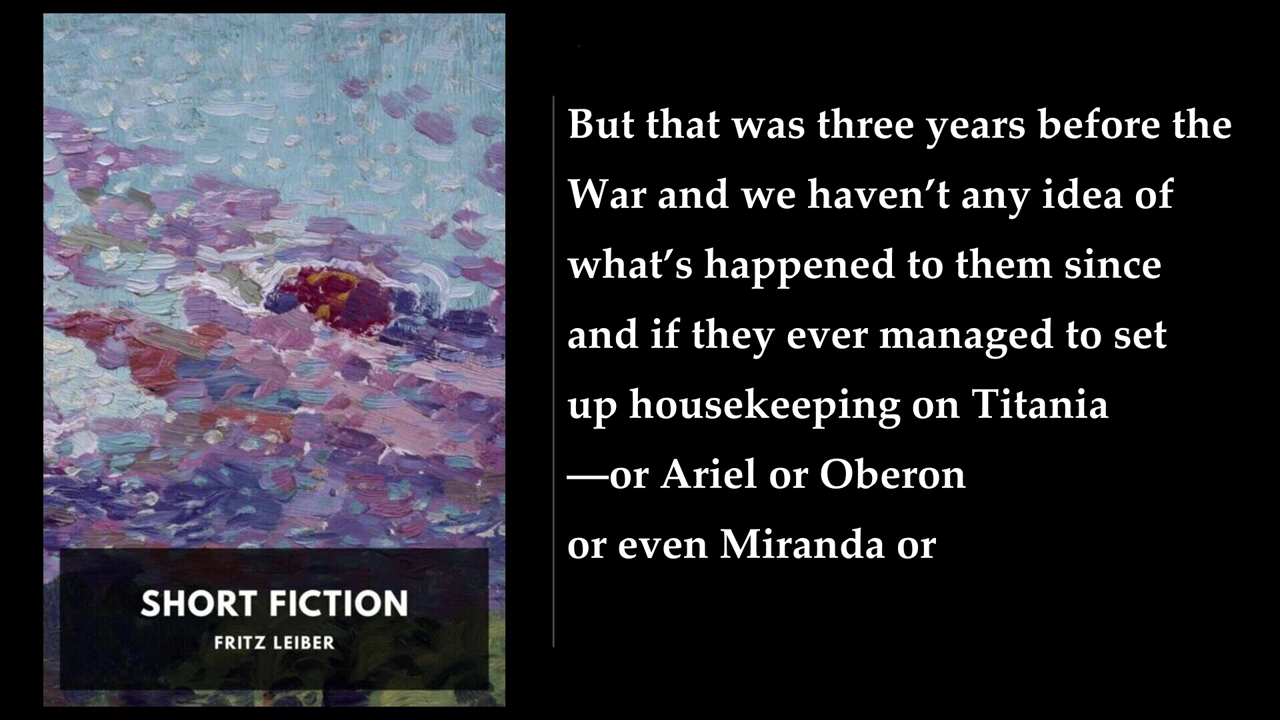 SHORT FICTION
FRITZ LEIBER
But that was three years before the
War and we haven’t any idea of
what’s happened to them since
and if they ever managed to set
up housekeeping on Titania
—or Ariel or Oberon
or even Miranda or